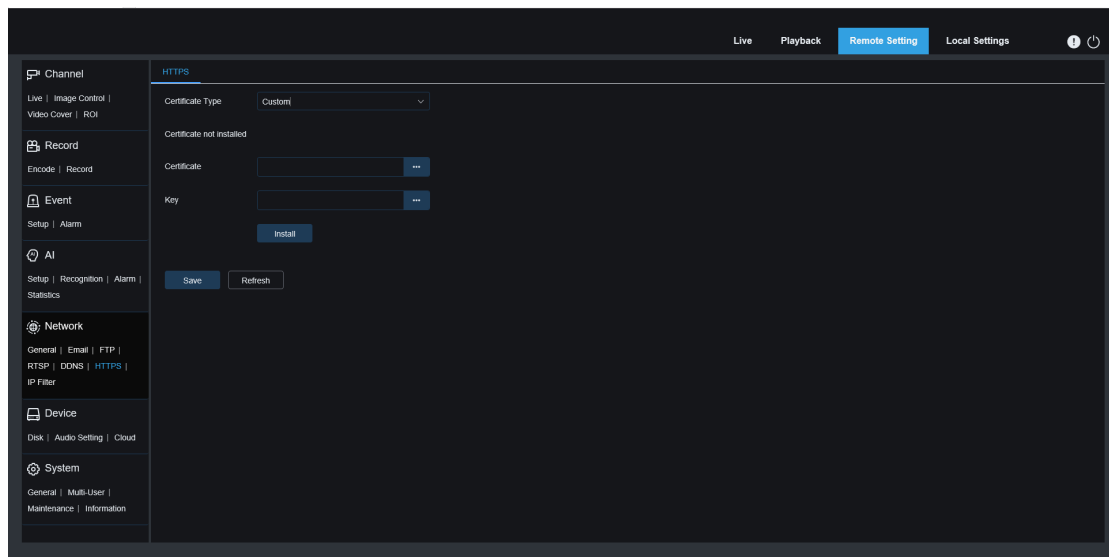 Live Playback Remote Setting Local Settings
Channel
Live | Image Control |
Video Cover | ROI
Record
Encode | Record
Event
Setup | Alarm
AI
Setup | Recognition | Alarm |
Statistics
Network
General | Email | FTP |
RTSP | DDNS | HTTPS |
IP Filter
Device
Disk | Audio Setting | Cloud
System
General | Multi-User |
Maintenance | Information
HTTPS
Certificate Type Custom
Certificate not installed
Certificate ...
Key ...
Install
Save Refresh